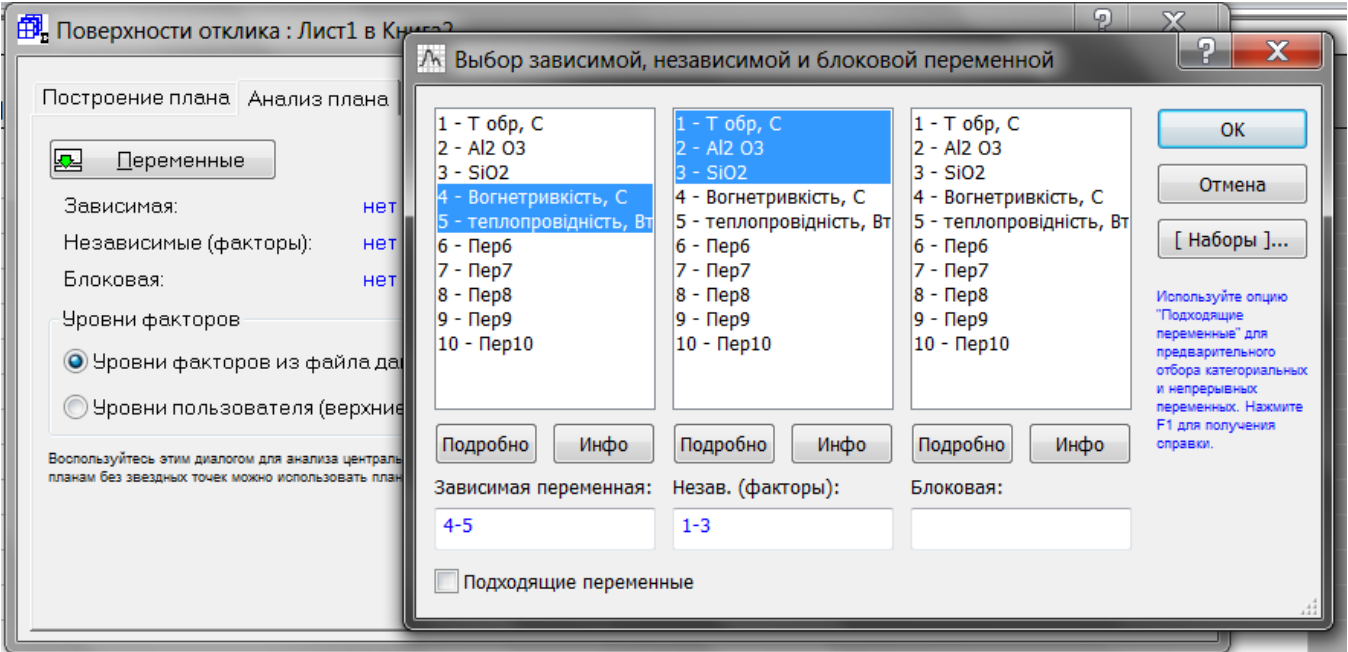 Поверхности отклика : Лист1 в Книга2
Построение плана Анализ плана
Переменные
Зависимая: нет
Независимые (факторы): нет
Блоковая: нет
Уровни факторов
Уровни факторов из файла да
Уровни пользователя (верхние
Воспользуйтесь этим диалогом для анализа централь
планам без звездных точек можно использовать план
Выбор зависимой, независимой и блоковой переменной
1 - Т обр, С
2 - Al2 O3
3 - SiO2
4 - Вогнетривкість, С
5 - теплопровідність, Вт
6 - Пер6
7 - Пер7
8 - Пер8
9 - Пер9
10 - Пер10
Подробно Инфо
Зависимая переменная:
4-5
1 - Т обр, С
2 - Al2 O3
3 - SiO2
4 - Вогнетривкість, С
5 - теплопровідність, Вт
6 - Пер6
7 - Пер7
8 - Пер8
9 - Пер9
10 - Пер10
Подробно Инфо
Незав. (факторы):
1-3
1 - Т обр, С
2 - Al2 O3
3 - SiO2
4 - Вогнетривкість, С
5 - теплопровідність, Вт
6 - Пер6
7 - Пер7
8 - Пер8
9 - Пер9
10 - Пер10
Подробно Инфо
Блоковая:
Подходящие переменные
OK
Отмена
[ Наборы ]...
Используйте опцию
"Подходящие
переменные" для
предварительного
отбора категориальных
и непрерывных
переменных. Нажмите
F1 для получения
справки.